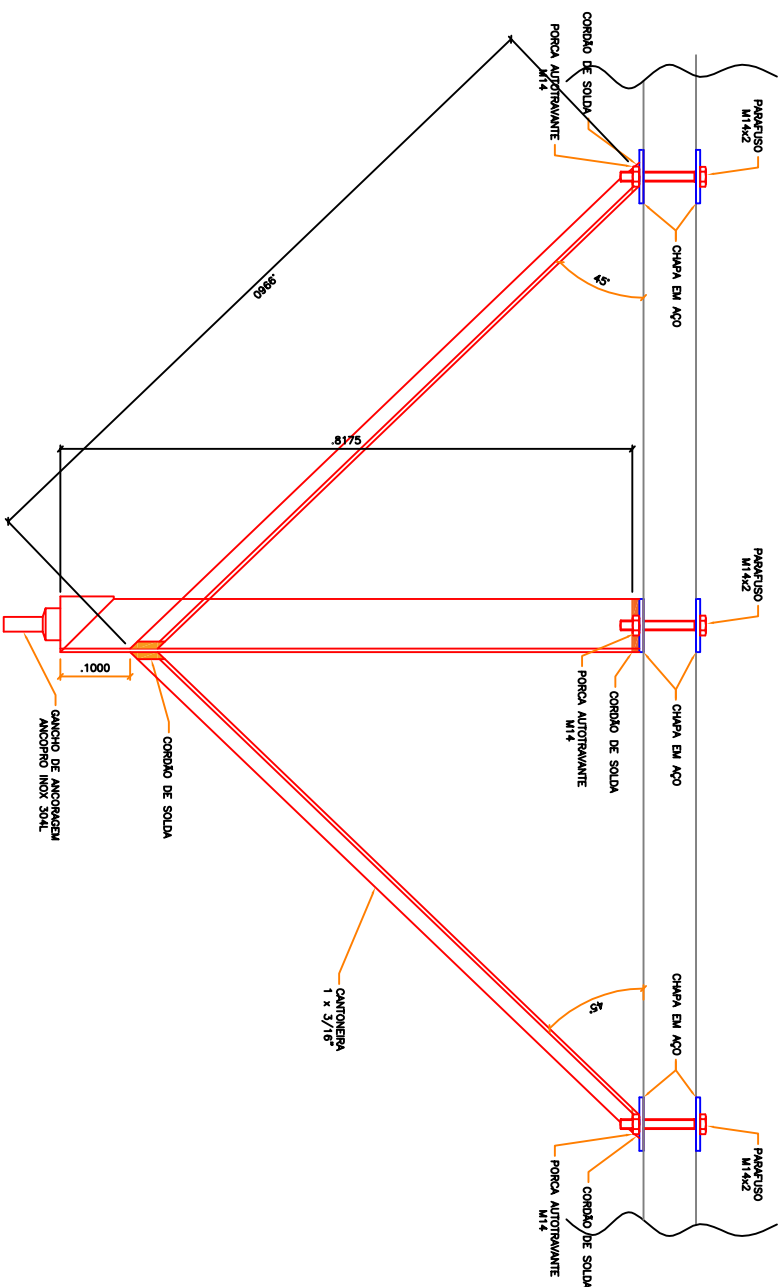 CORDÃO DE SOLDA
PORCA AUTOTRAVANTE
M14
PARAFUSO
M14x2
CHAPA EM AÇO
45°
.0960
.8175
.1000
GANCHO DE ANCORAGEM
ANCOPRO INOX 304L
CORDÃO DE SOLDA
PARAFUSO
M14x2
CHAPA EM AÇO
CORDÃO DE SOLDA
PORCA AUTOTRAVANTE
M14
CANTONEIRA
1 x 3/16"
45°
CHAPA EM AÇO
PARAFUSO
M14x2
CORDÃO DE SOLDA
PORCA AUTOTRAVANTE
M14